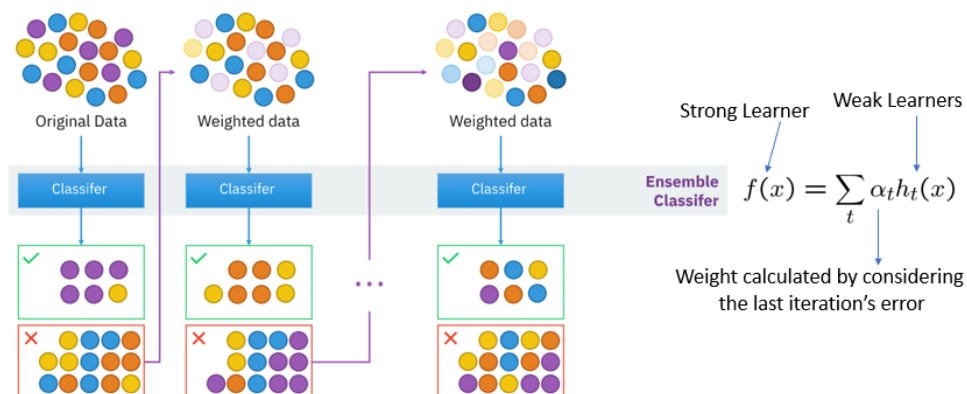 Original Data
Weighted data
Weighted data
Strong Learner
Weak Learners
Classifer
Classifer
Classifer
Ensemble
Classifer
f(x) = ∑ₜ αₜhₜ(x)
Weight calculated by considering
the last iteration's error